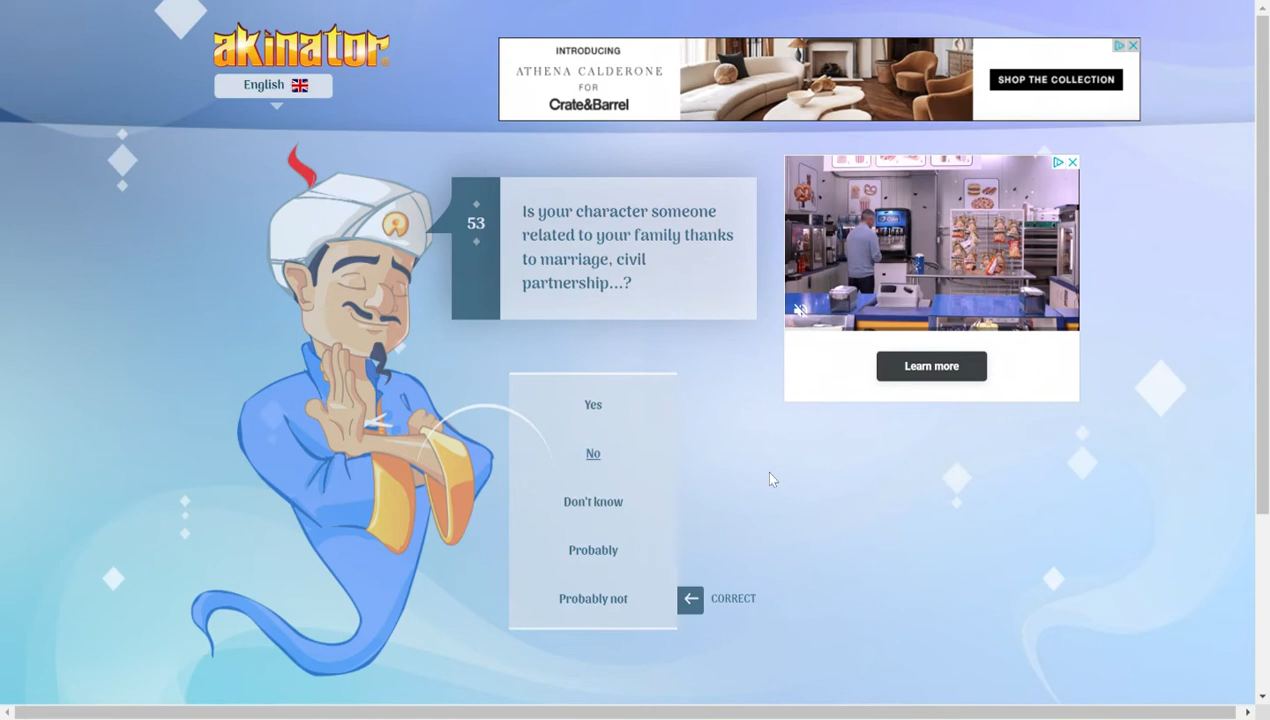 akinator.
English
INTRODUCING
ATHENA CALDERONE
FOR
Crate&Barrel
SHOP THE COLLECTION
53
Is your character someone
related to your family thanks
to marriage, civil
partnership...?
Learn more
Yes
No
Don't know
Probably
Probably not
CORRECT